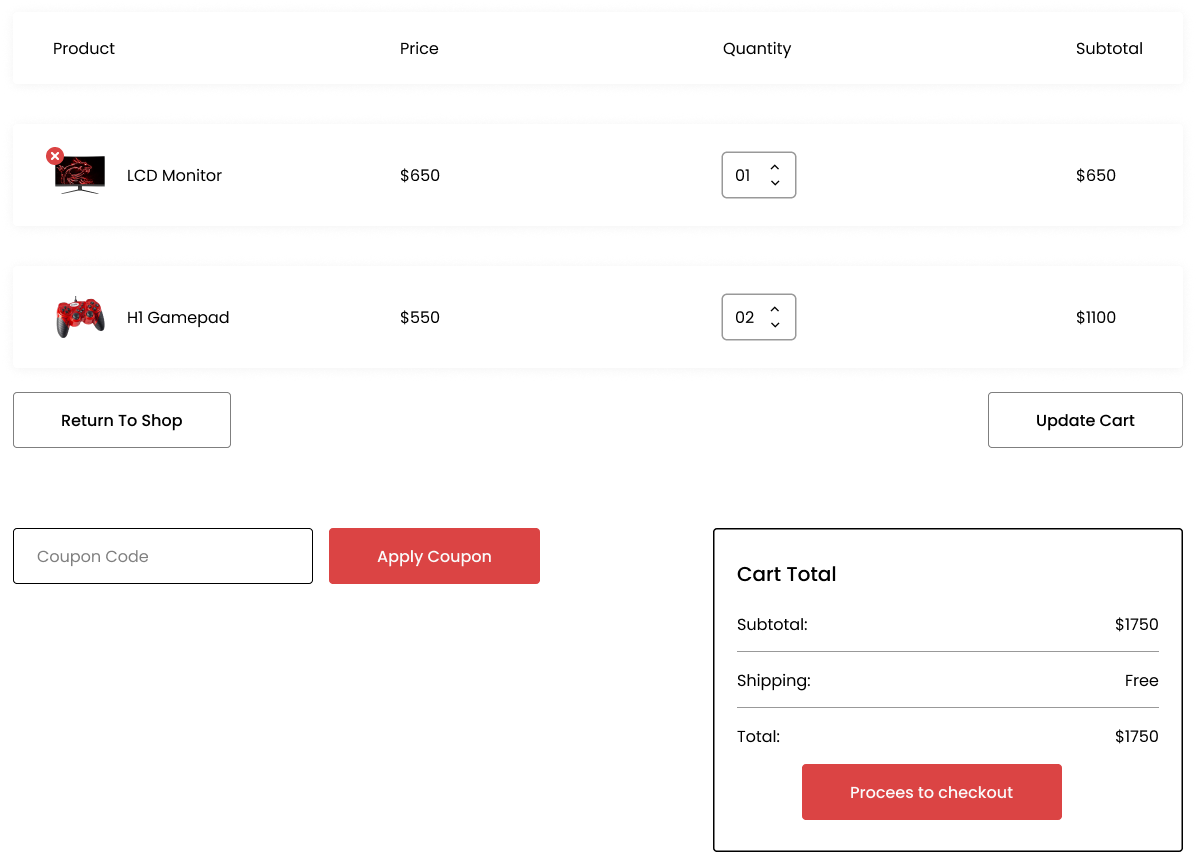 Product Price Quantity Subtotal
LCD Monitor $650 01 $650
H1 Gamepad $550 02 $1100
Return To Shop Update Cart
Coupon Code Apply Coupon
Cart Total
Subtotal: $1750
Shipping: Free
Total: $1750
Procees to checkout